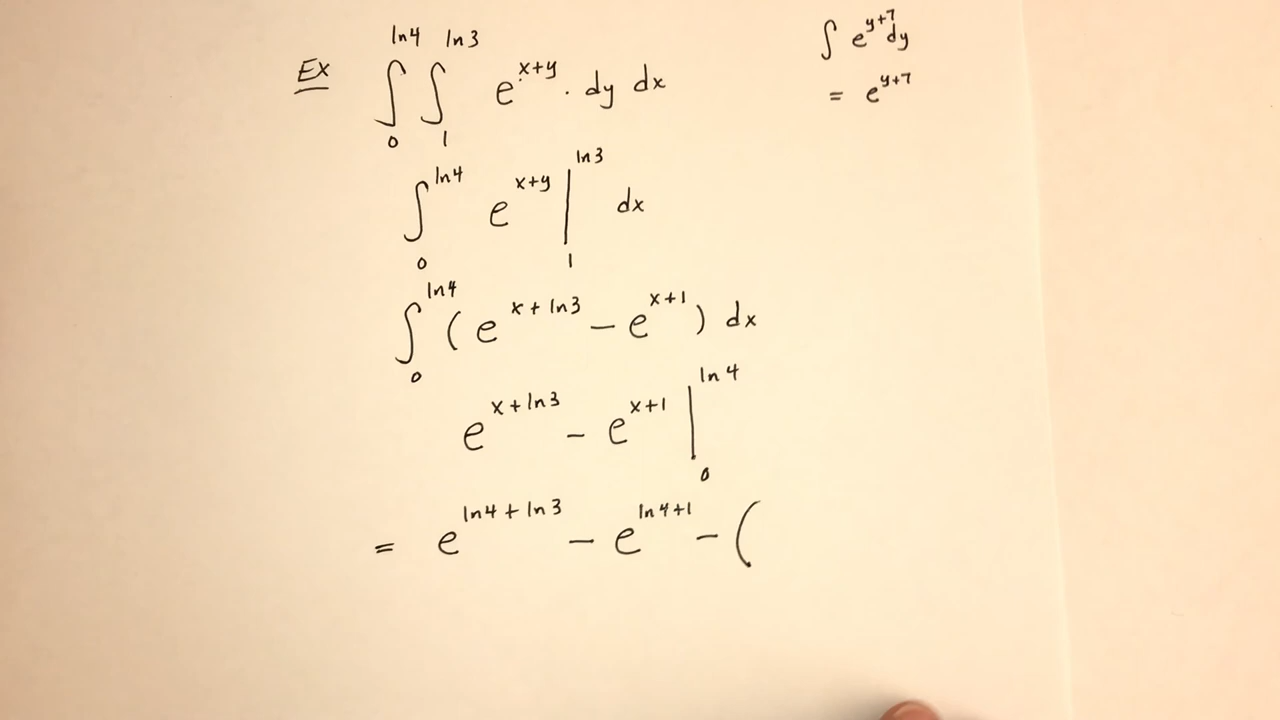 Ex ∫₀^{ln4} ∫₁^{ln3} e^{x+y} · dy dx
∫ e^{y+7} dy
= e^{y+7}
∫₀^{ln4} e^{x+y} |₁^{ln3} dx
∫₀^{ln4} (e^{x+ln3} − e^{x+1}) dx
e^{x+ln3} − e^{x+1} |₀^{ln4}
= e^{ln4+ln3} − e^{ln4+1} − (